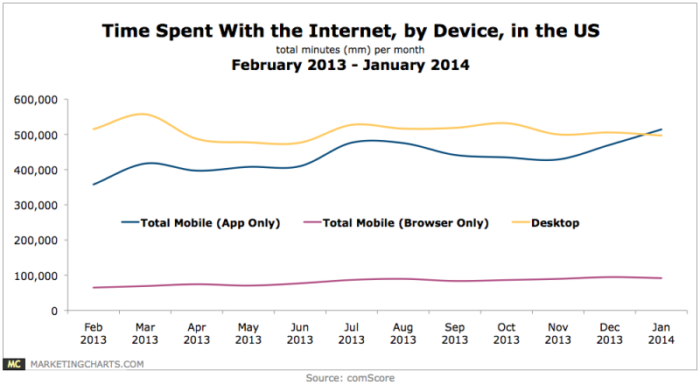 Time Spent With the Internet, by Device, in the US
total minutes (mm) per month
February 2013 - January 2014
600,000
500,000
400,000
300,000
Total Mobile (App Only) Total Mobile (Browser Only) Desktop
200,000
100,000
0
Feb Mar Apr May Jun Jul Aug Sep Oct Nov Dec Jan
2013 2013 2013 2013 2013 2013 2013 2013 2013 2013 2013 2014
MC MARKETINGCHARTS.COM
Source: comScore